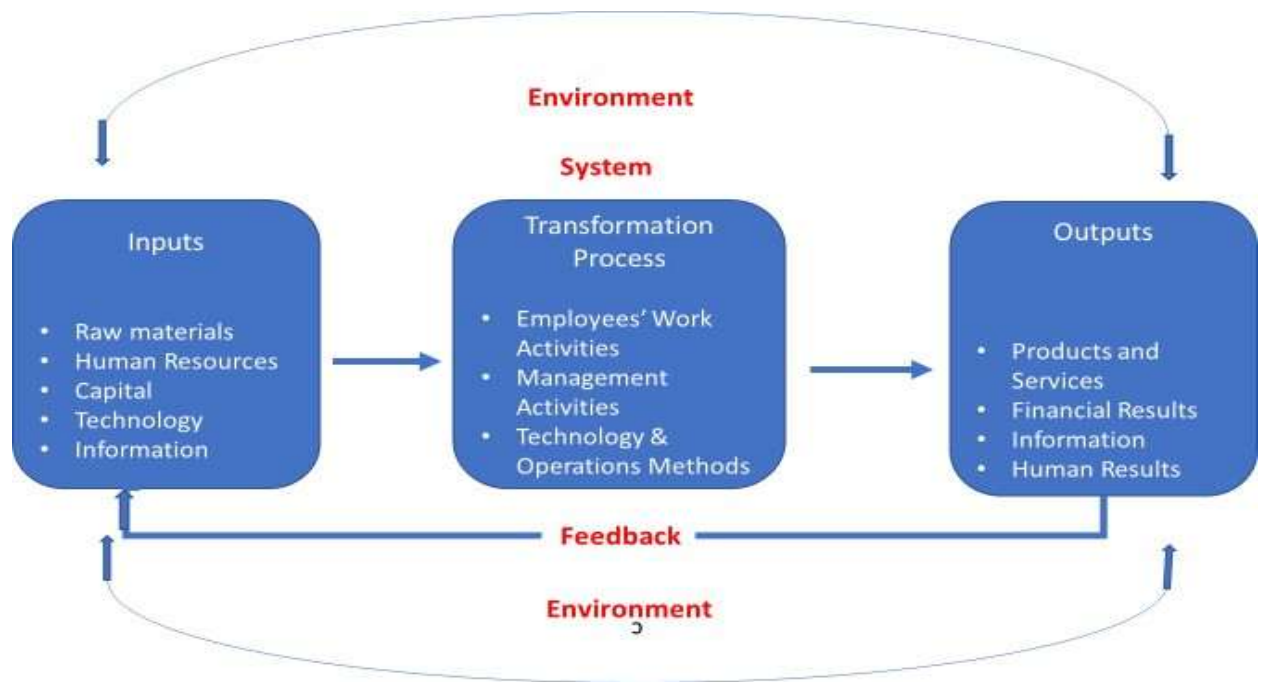 Environment
System
Inputs
• Raw materials
• Human Resources
• Capital
• Technology
• Information
Transformation
Process
• Employees' Work
Activities
• Management
Activities
• Technology &
Operations Methods
Outputs
• Products and
Services
• Financial Results
• Information
• Human Results
Feedback
Environment